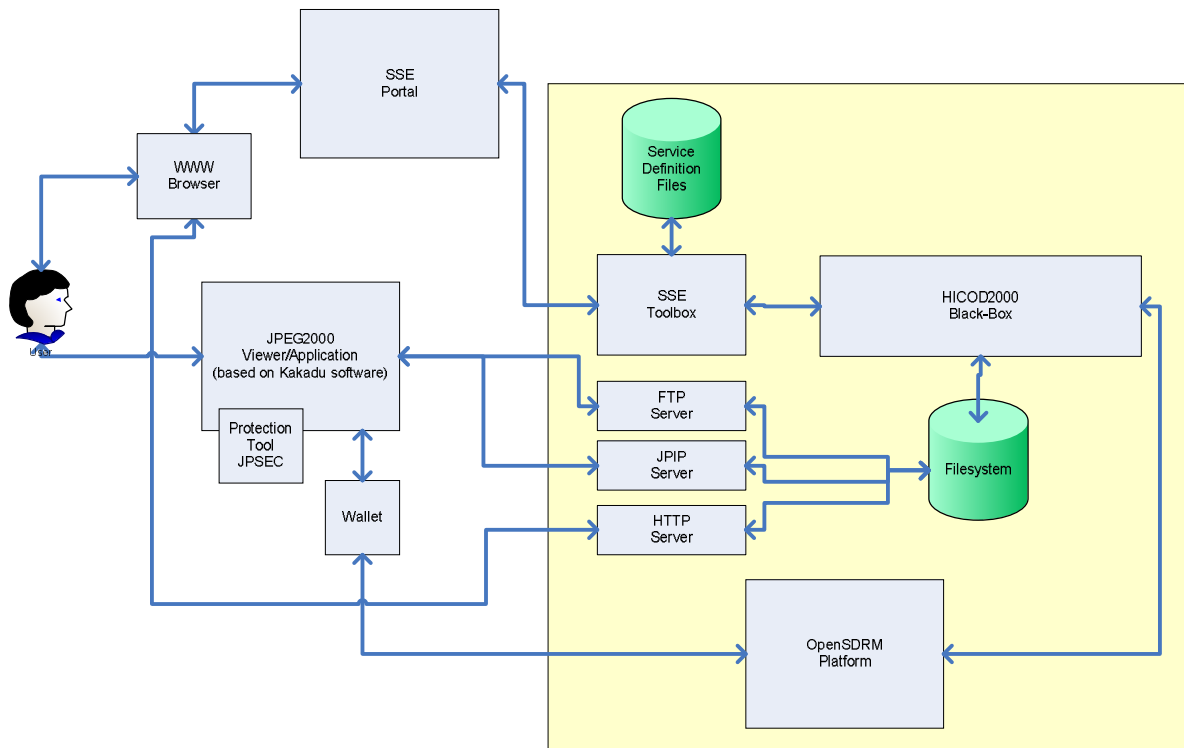 SSE
Portal
WWW
Browser
User
JPEG2000
Viewer/Application
(based on Kakadu software)
Protection
Tool
JPSEC
Wallet
Service
Definition
Files
SSE
Toolbox
HICOD2000
Black-Box
FTP
Server
JPIP
Server
HTTP
Server
Filesystem
OpenSDRM
Platform